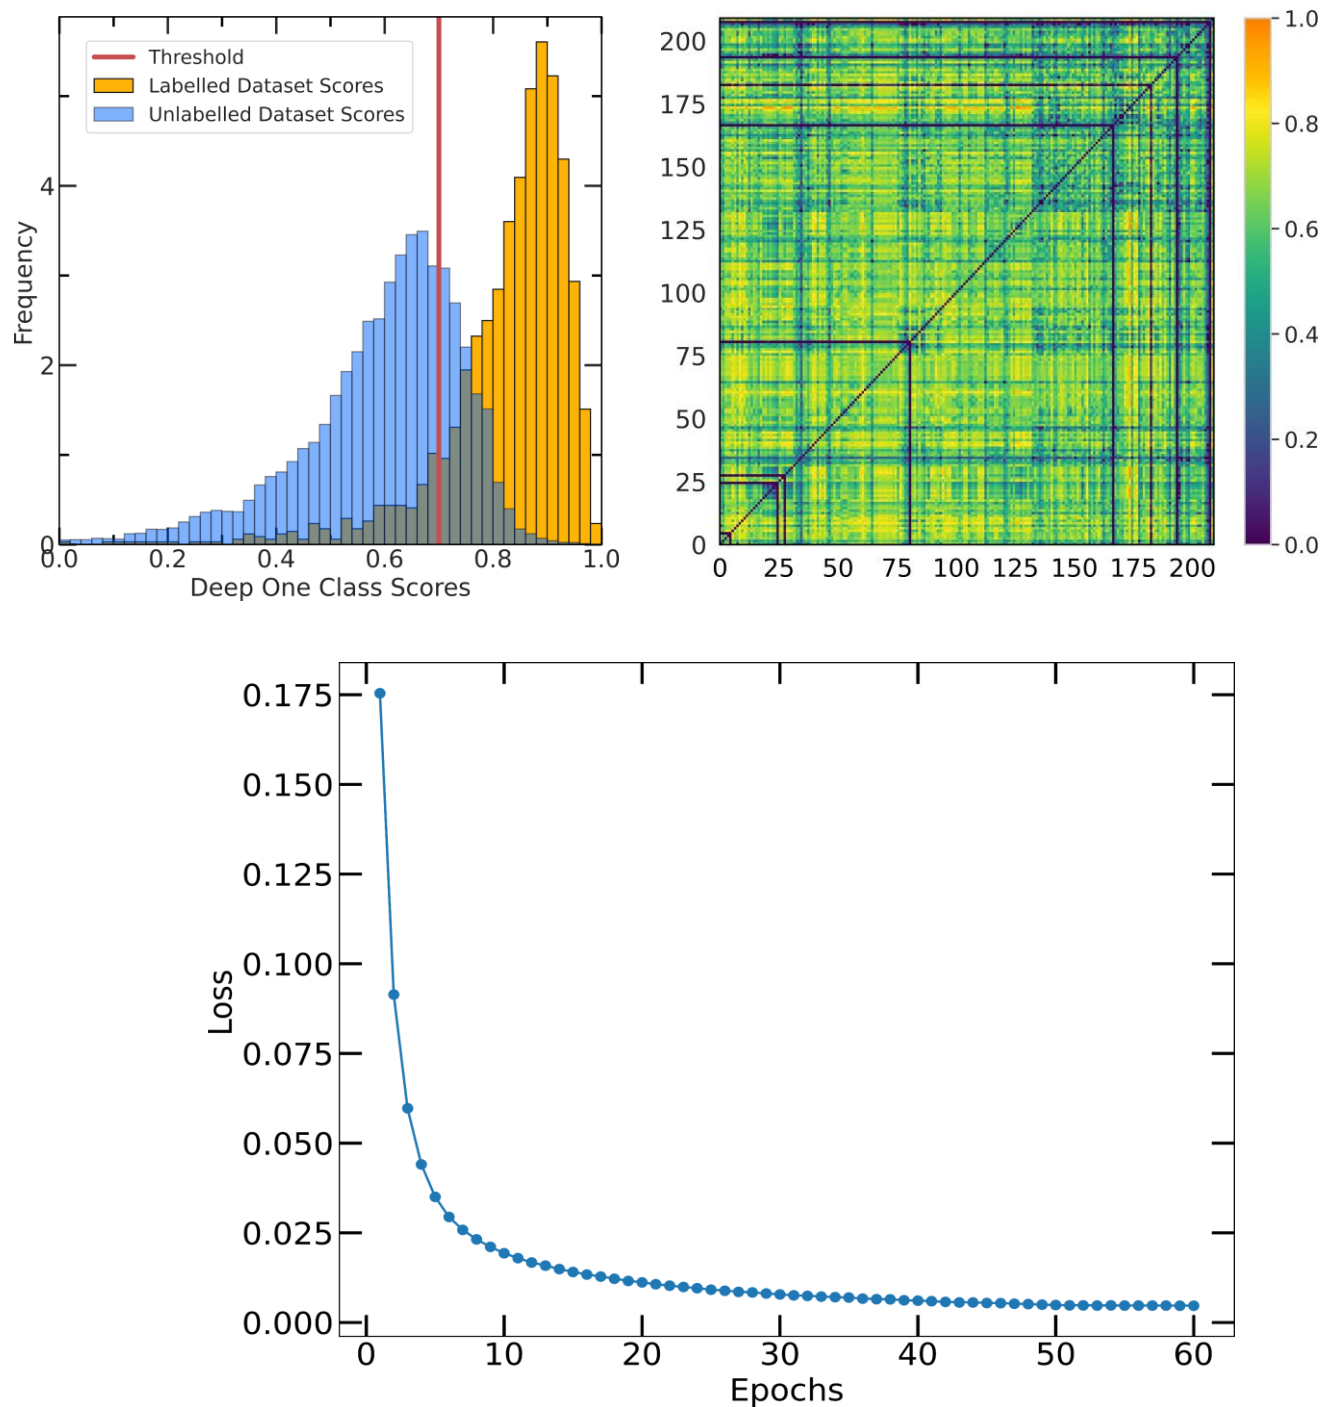 Threshold
Labelled Dataset Scores
Unlabelled Dataset Scores
Frequency
4
2
0
0.0 0.2 0.4 0.6 0.8 1.0
Deep One Class Scores
200
175
150
125
100
75
50
25
0
0 25 50 75 100 125 150 175 200
1.0
0.8
0.6
0.4
0.2
0.0
Loss
0.175
0.150
0.125
0.100
0.075
0.050
0.025
0.000
0 10 20 30 40 50 60
Epochs